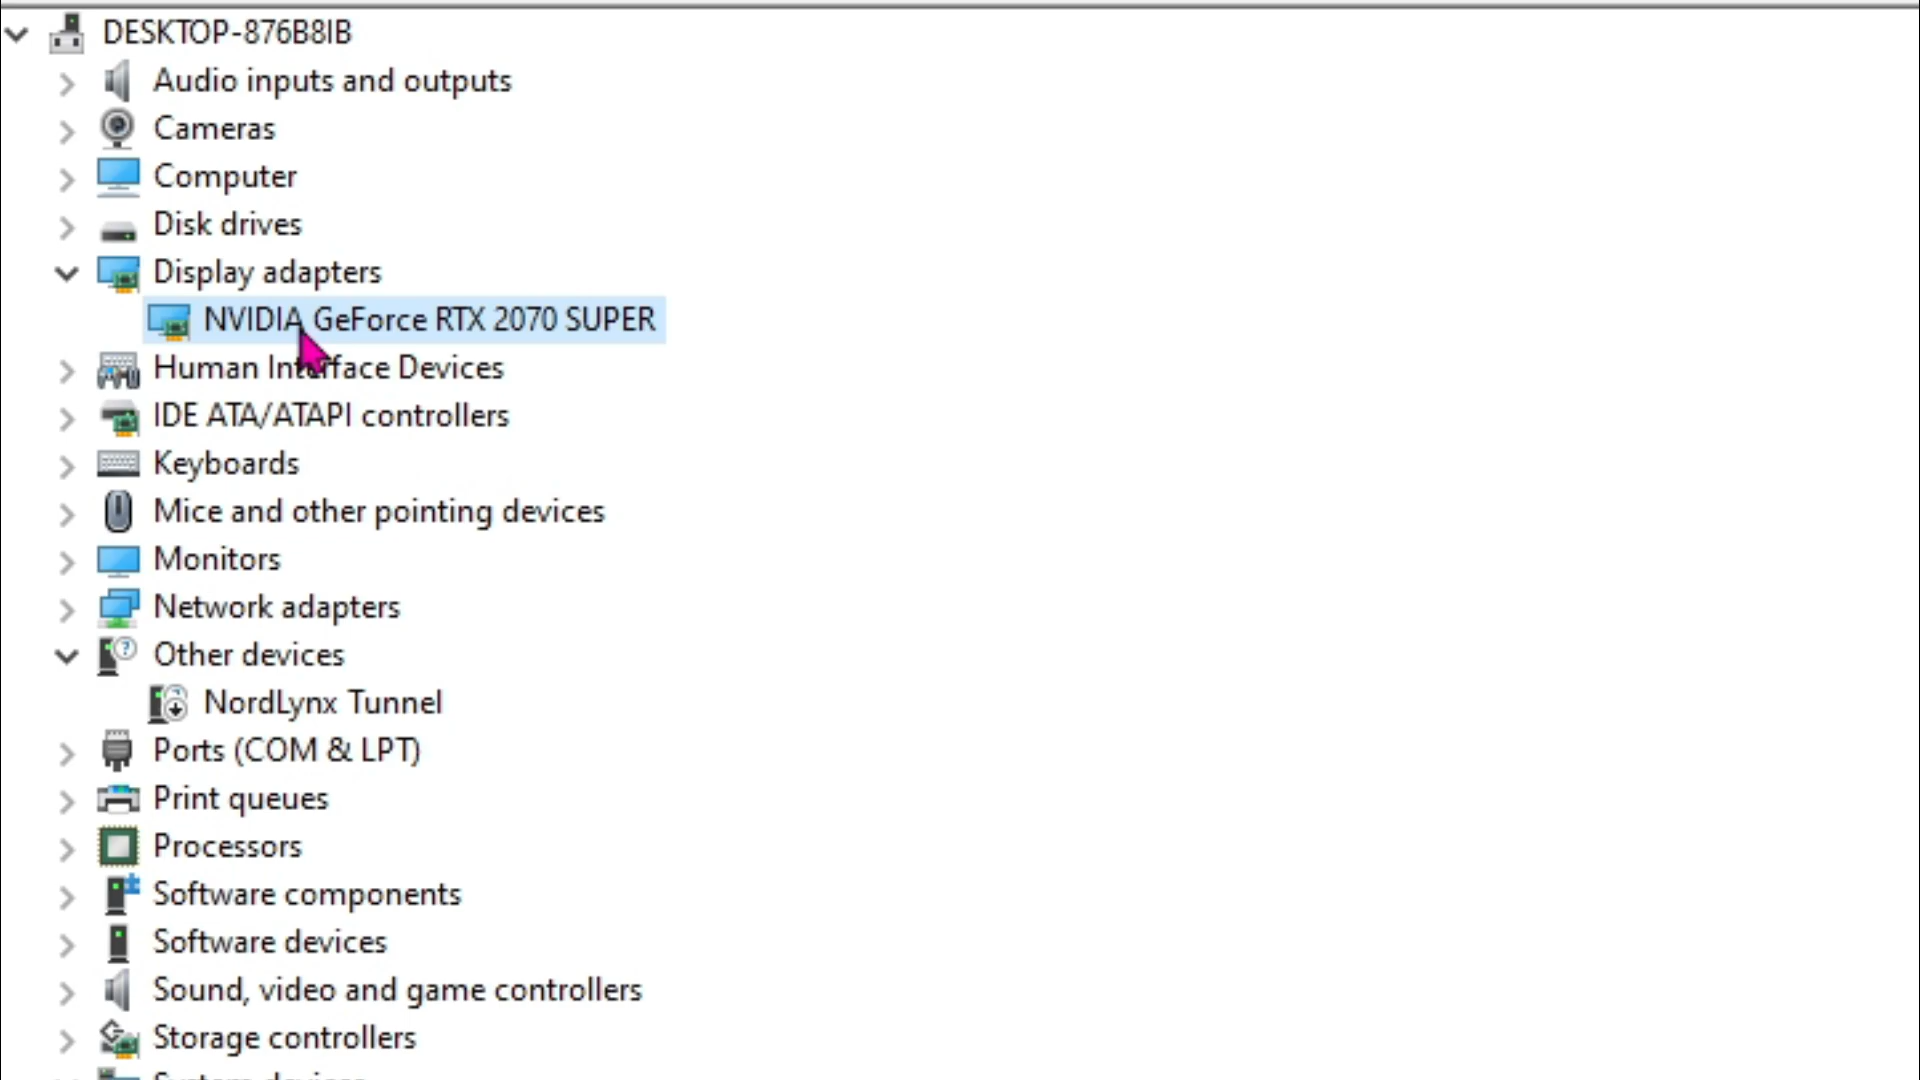 DESKTOP-876B8IB
Audio inputs and outputs
Cameras
Computer
Disk drives
Display adapters
NVIDIA GeForce RTX 2070 SUPER
Human Interface Devices
IDE ATA/ATAPI controllers
Keyboards
Mice and other pointing devices
Monitors
Network adapters
Other devices
NordLynx Tunnel
Ports (COM & LPT)
Print queues
Processors
Software components
Software devices
Sound, video and game controllers
Storage controllers
System devices